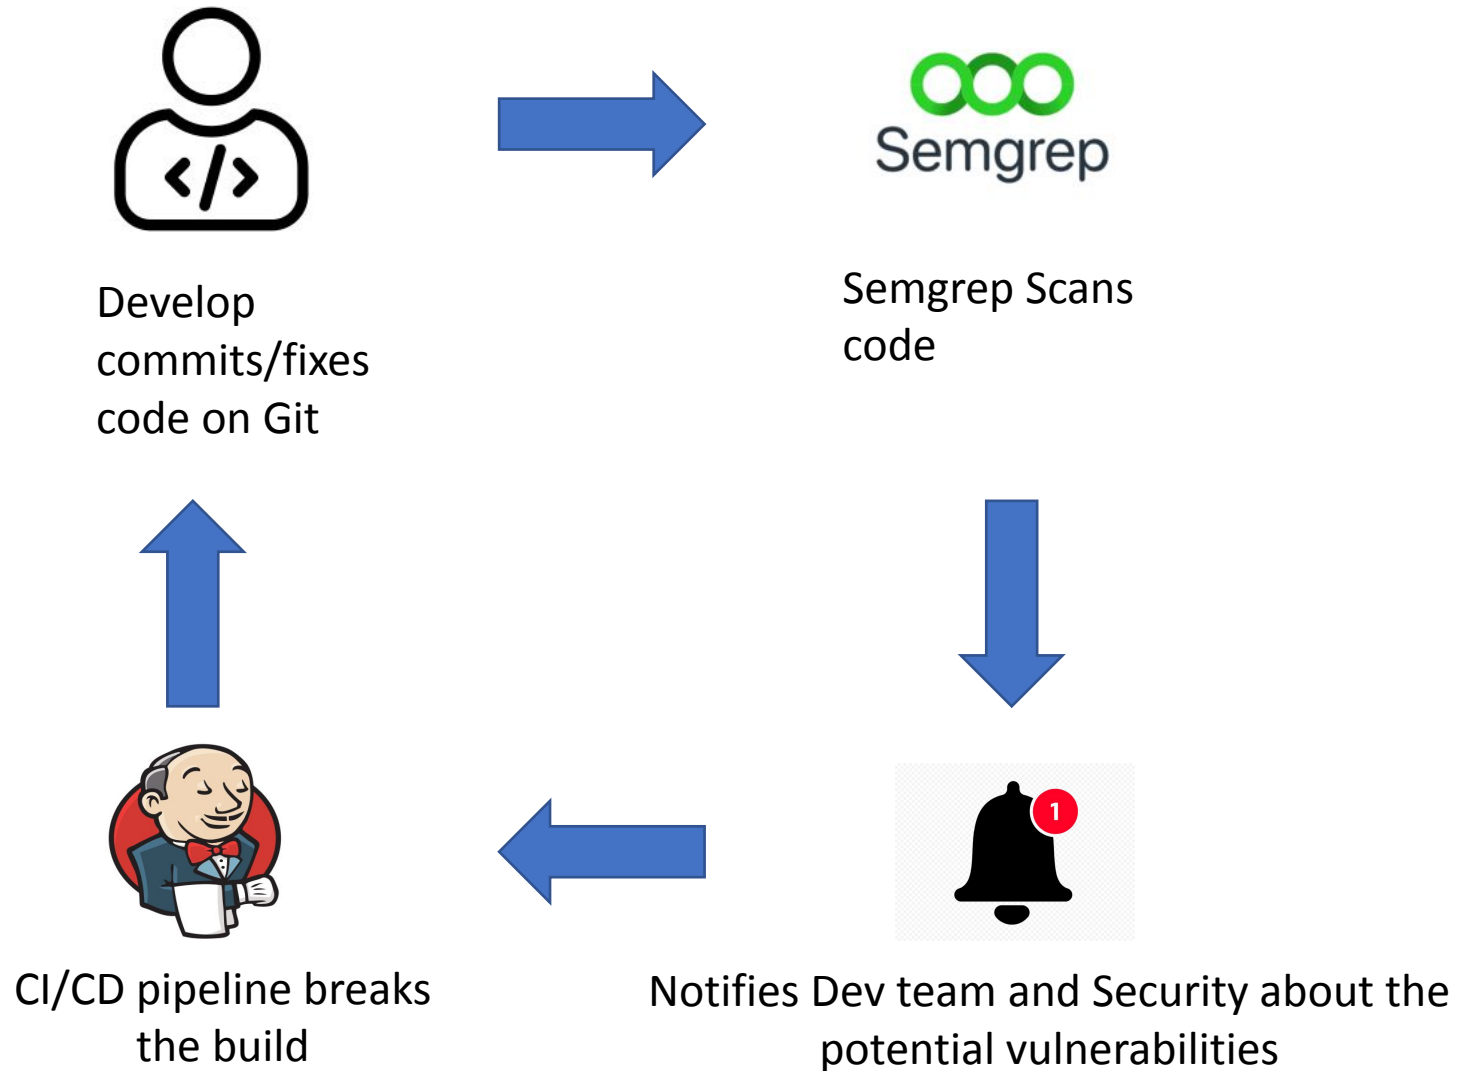 </>
Semgrep
Develop
commits/fixes
code on Git
Semgrep Scans
code
1
CI/CD pipeline breaks
the build
Notifies Dev team and Security about the
potential vulnerabilities